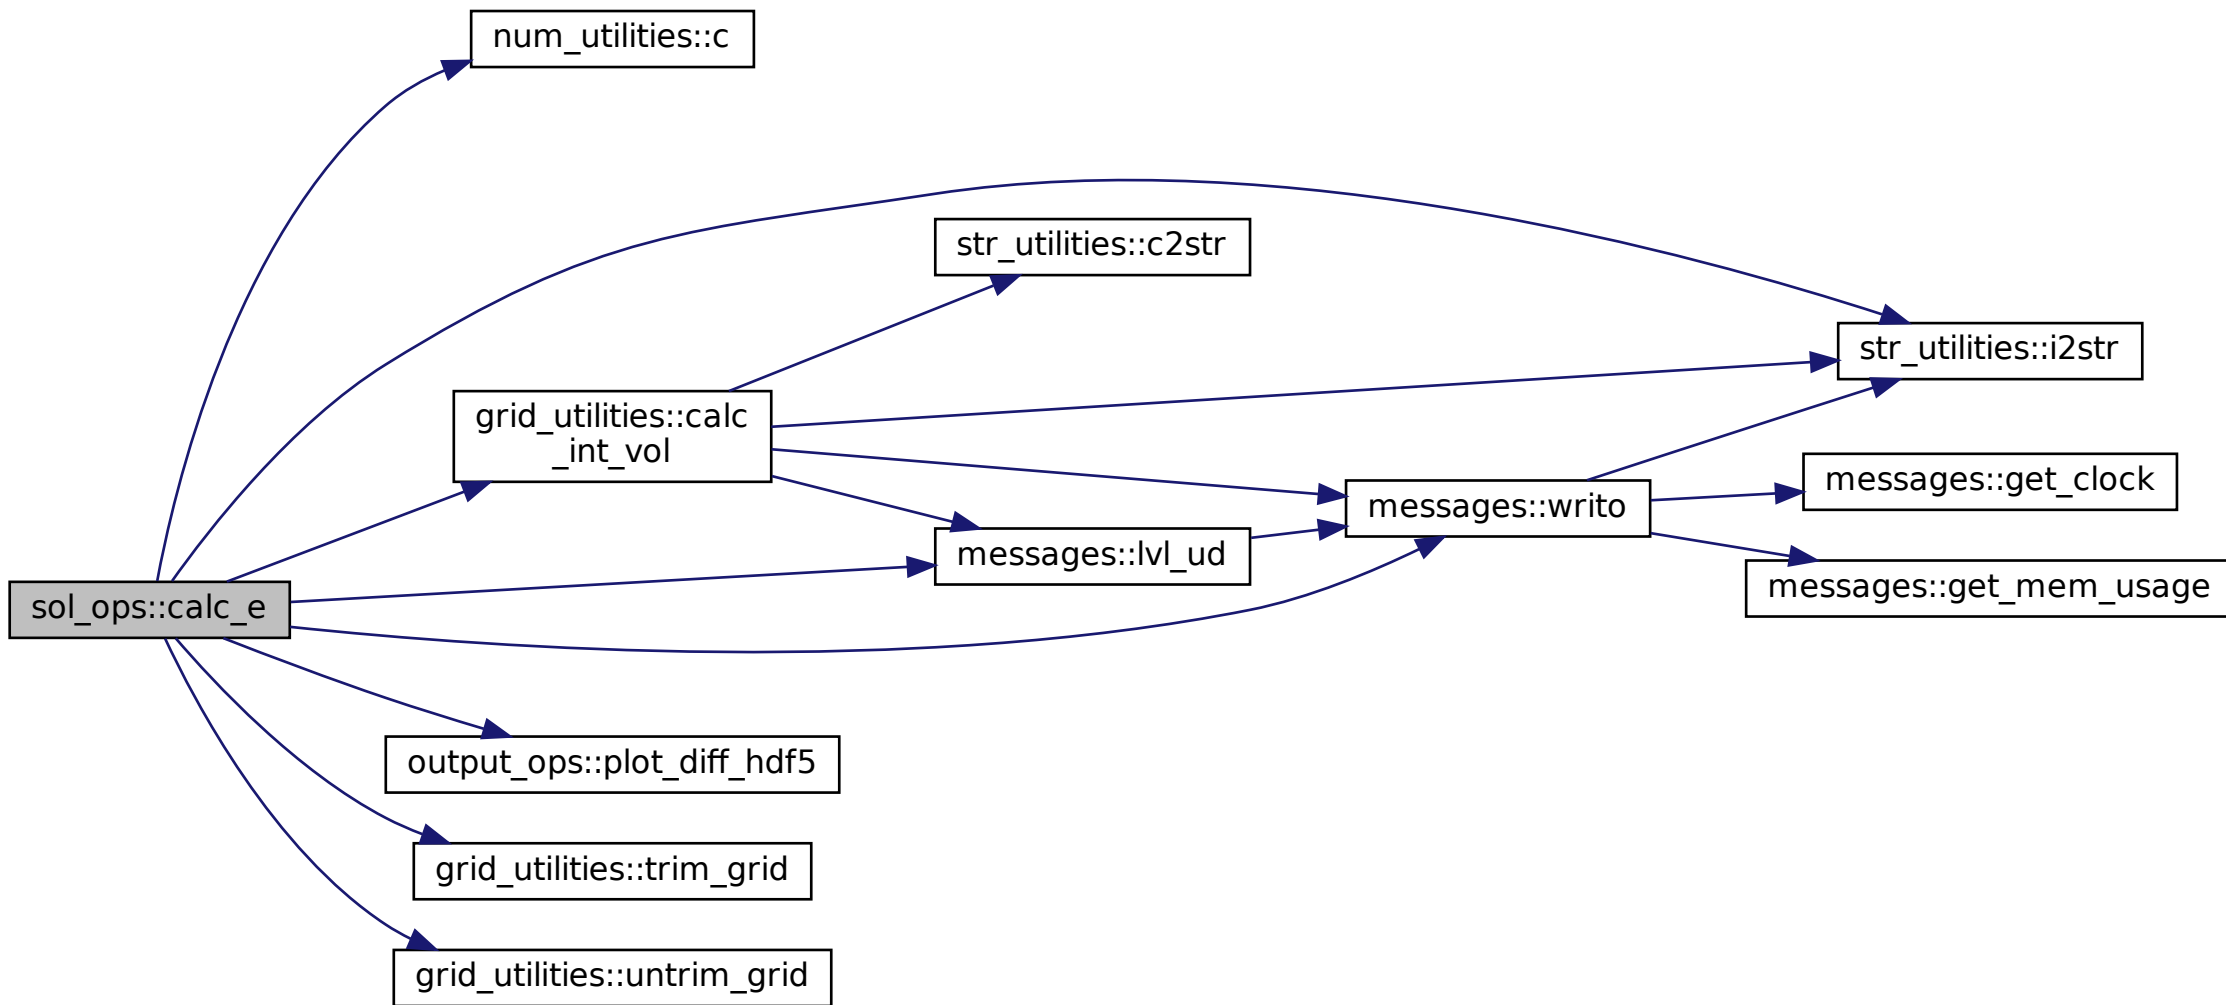 num_utilities::c
str_utilities::c2str
str_utilities::i2str
grid_utilities::calc
_int_vol
messages::get_clock
messages::writo
messages::lvl_ud
messages::get_mem_usage
sol_ops::calc_e
output_ops::plot_diff_hdf5
grid_utilities::trim_grid
grid_utilities::untrim_grid